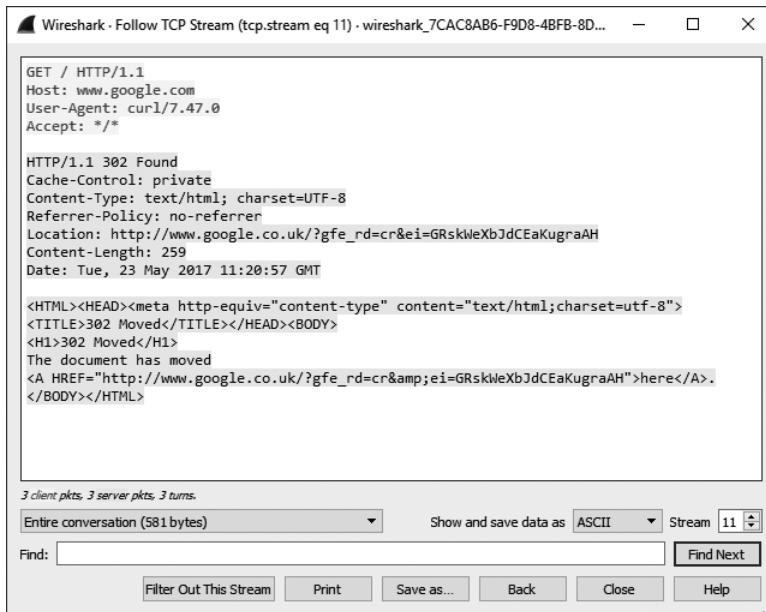 Wireshark · Follow TCP Stream (tcp.stream eq 11) · wireshark_7CAC8AB6-F9D8-4BFB-8D...
GET / HTTP/1.1
Host: www.google.com
User-Agent: curl/7.47.0
Accept: */*
HTTP/1.1 302 Found
Cache-Control: private
Content-Type: text/html; charset=UTF-8
Referrer-Policy: no-referrer
Location: http://www.google.co.uk/?gfe_rd=cr&ei=GRskWeXbJdCEaKugraAH
Content-Length: 259
Date: Tue, 23 May 2017 11:20:57 GMT
<HTML><HEAD><meta http-equiv="content-type" content="text/html;charset=utf-8">
<TITLE>302 Moved</TITLE></HEAD><BODY>
<H1>302 Moved</H1>
The document has moved
<A HREF="http://www.google.co.uk/?gfe_rd=cr&amp;ei=GRskWeXbJdCEaKugraAH">here</A>.
</BODY></HTML>
3 client pkts, 3 server pkts, 3 turns.
Entire conversation (581 bytes) Show and save data as ASCII Stream 11
Find: Find Next
Filter Out This Stream Print Save as... Back Close Help